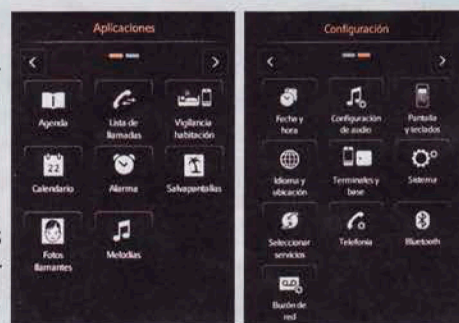 Aplicaciones
Agenda
Lista de
llamadas
Vigilancia
habitación
22
Calendario
Alarma
Salvapantallas
Fotos
llamantes
Melodías
Configuración
Fecha y
hora
Configuración
de audio
Pantalla
y teclados
Idioma y
ubicación
Terminales y
base
Sistema
Seleccionar
servicios
Telefonía
Bluetooth
Buzón de
red